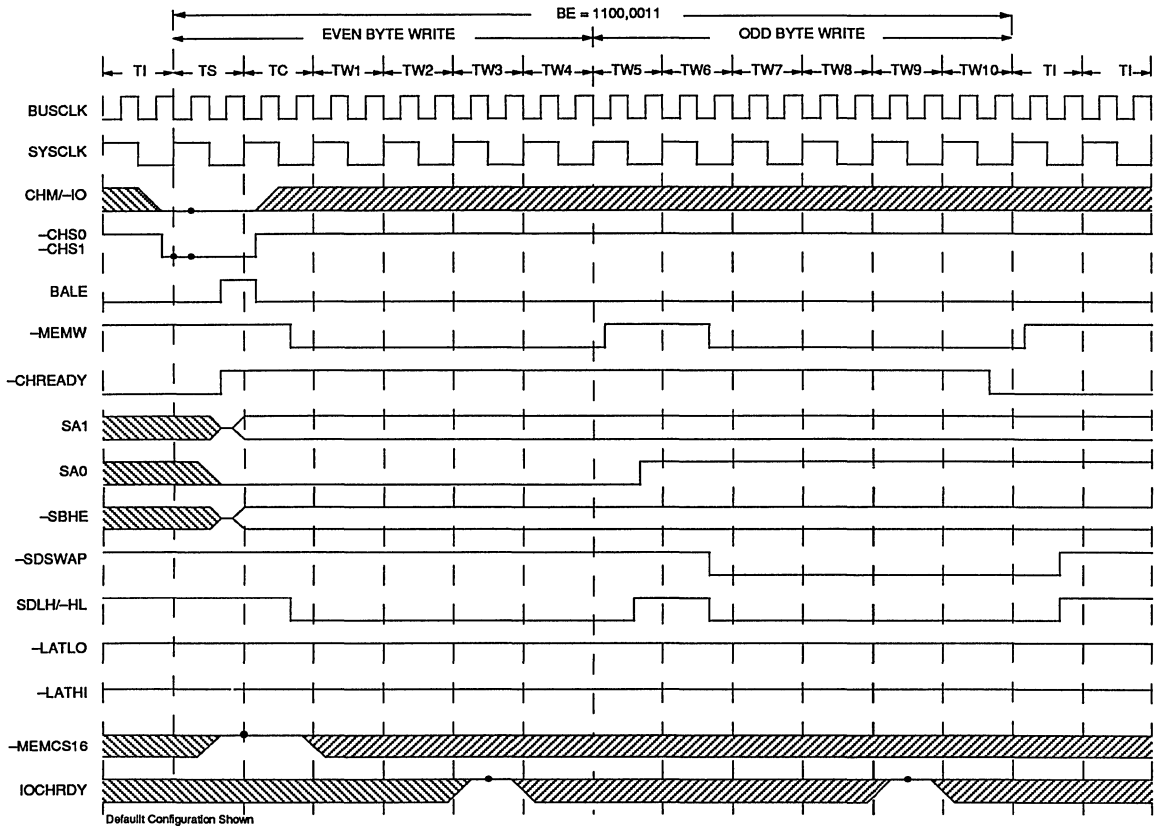 BE = 1100,0011
EVEN BYTE WRITE ODD BYTE WRITE
TI TS TC TW1 TW2 TW3 TW4 TW5 TW6 TW7 TW8 TW9 TW10 TI TI
BUSCLK
SYSCLK
CHM/–IO
–CHS0
–CHS1
BALE
–MEMW
–CHREADY
SA1
SA0
–SBHE
–SDSWAP
SDLH/–HL
–LATLO
–LATHI
–MEMCS16
IOCHRDY
Default Configuration Shown